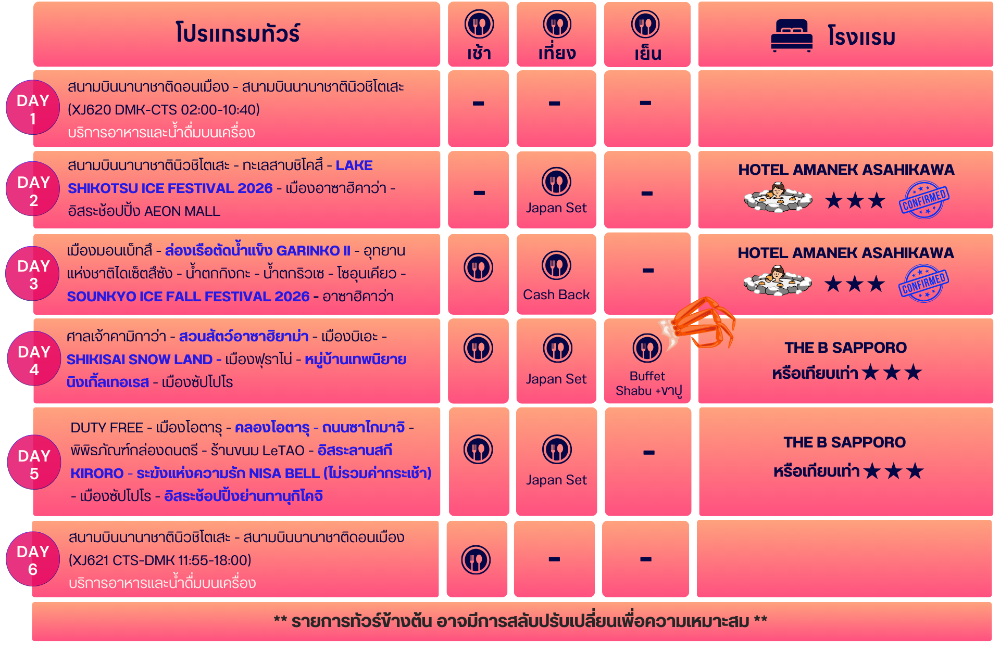 โปรแกรมทัวร์
เช้า
เที่ยง
เย็น
โรงแรม
DAY
1
สนามบินนานาชาติดอนเมือง - สนามบินนานาชาตินิวชิโตเสะ
(XJ620 DMK-CTS 02:00-10:40)
บริการอาหารและน้ำดื่มบนเครื่อง
-
-
-
DAY
2
สนามบินนานาชาตินิวชิโตเสะ - ทะเลสาบชิโคสึ - LAKE
SHIKOTSU ICE FESTIVAL 2026 - เมืองอาซาฮิคาว่า -
อิสระช้อปปิ้ง AEON MALL
-
Japan Set
-
HOTEL AMANEK ASAHIKAWA
CONFIRMED
DAY
3
เมืองมอนเบ็ทสึ - ล่องเรือตัดน้ำแข็ง GARINKO II - อุทยาน
แห่งชาติไดเซ็ตสึซัง - น้ำตกกิงกะ - น้ำตกริวเซ - โซอุนเคียว -
SOUNKYO ICE FALL FESTIVAL 2026 - อาซาฮิคาว่า
Cash Back
-
HOTEL AMANEK ASAHIKAWA
CONFIRMED
DAY
4
ศาลเจ้าคามิกาว่า - สวนสัตว์อาซาฮิยาม่า - เมืองบิเอะ -
SHIKISAI SNOW LAND - เมืองฟุราโน่ - หมู่บ้านเทพนิยาย
นิงเกิ้ลเทอเรส - เมืองซัปโปโร
Japan Set
Buffet
Shabu +ขาปู
THE B SAPPORO
หรือเทียบเท่า
DAY
5
DUTY FREE - เมืองโอตารุ - คลองโอตารุ - ถนนซาไกมาจิ -
พิพิธภัณฑ์กล่องดนตรี - ร้านขนม LeTAO - อิสระลานสกี
KIRORO - ระฆังแห่งความรัก NISA BELL (ไม่รวมค่ากระเช้า)
- เมืองซัปโปโร - อิสระช้อปปิ้งย่านทานุกิโคจิ
Japan Set
-
THE B SAPPORO
หรือเทียบเท่า
DAY
6
สนามบินนานาชาตินิวชิโตเสะ - สนามบินนานาชาติดอนเมือง
(XJ621 CTS-DMK 11:55-18:00)
บริการอาหารและน้ำดื่มบนเครื่อง
-
-
** รายการทัวร์ข้างต้น อาจมีการสลับปรับเปลี่ยนเพื่อความเหมาะสม **